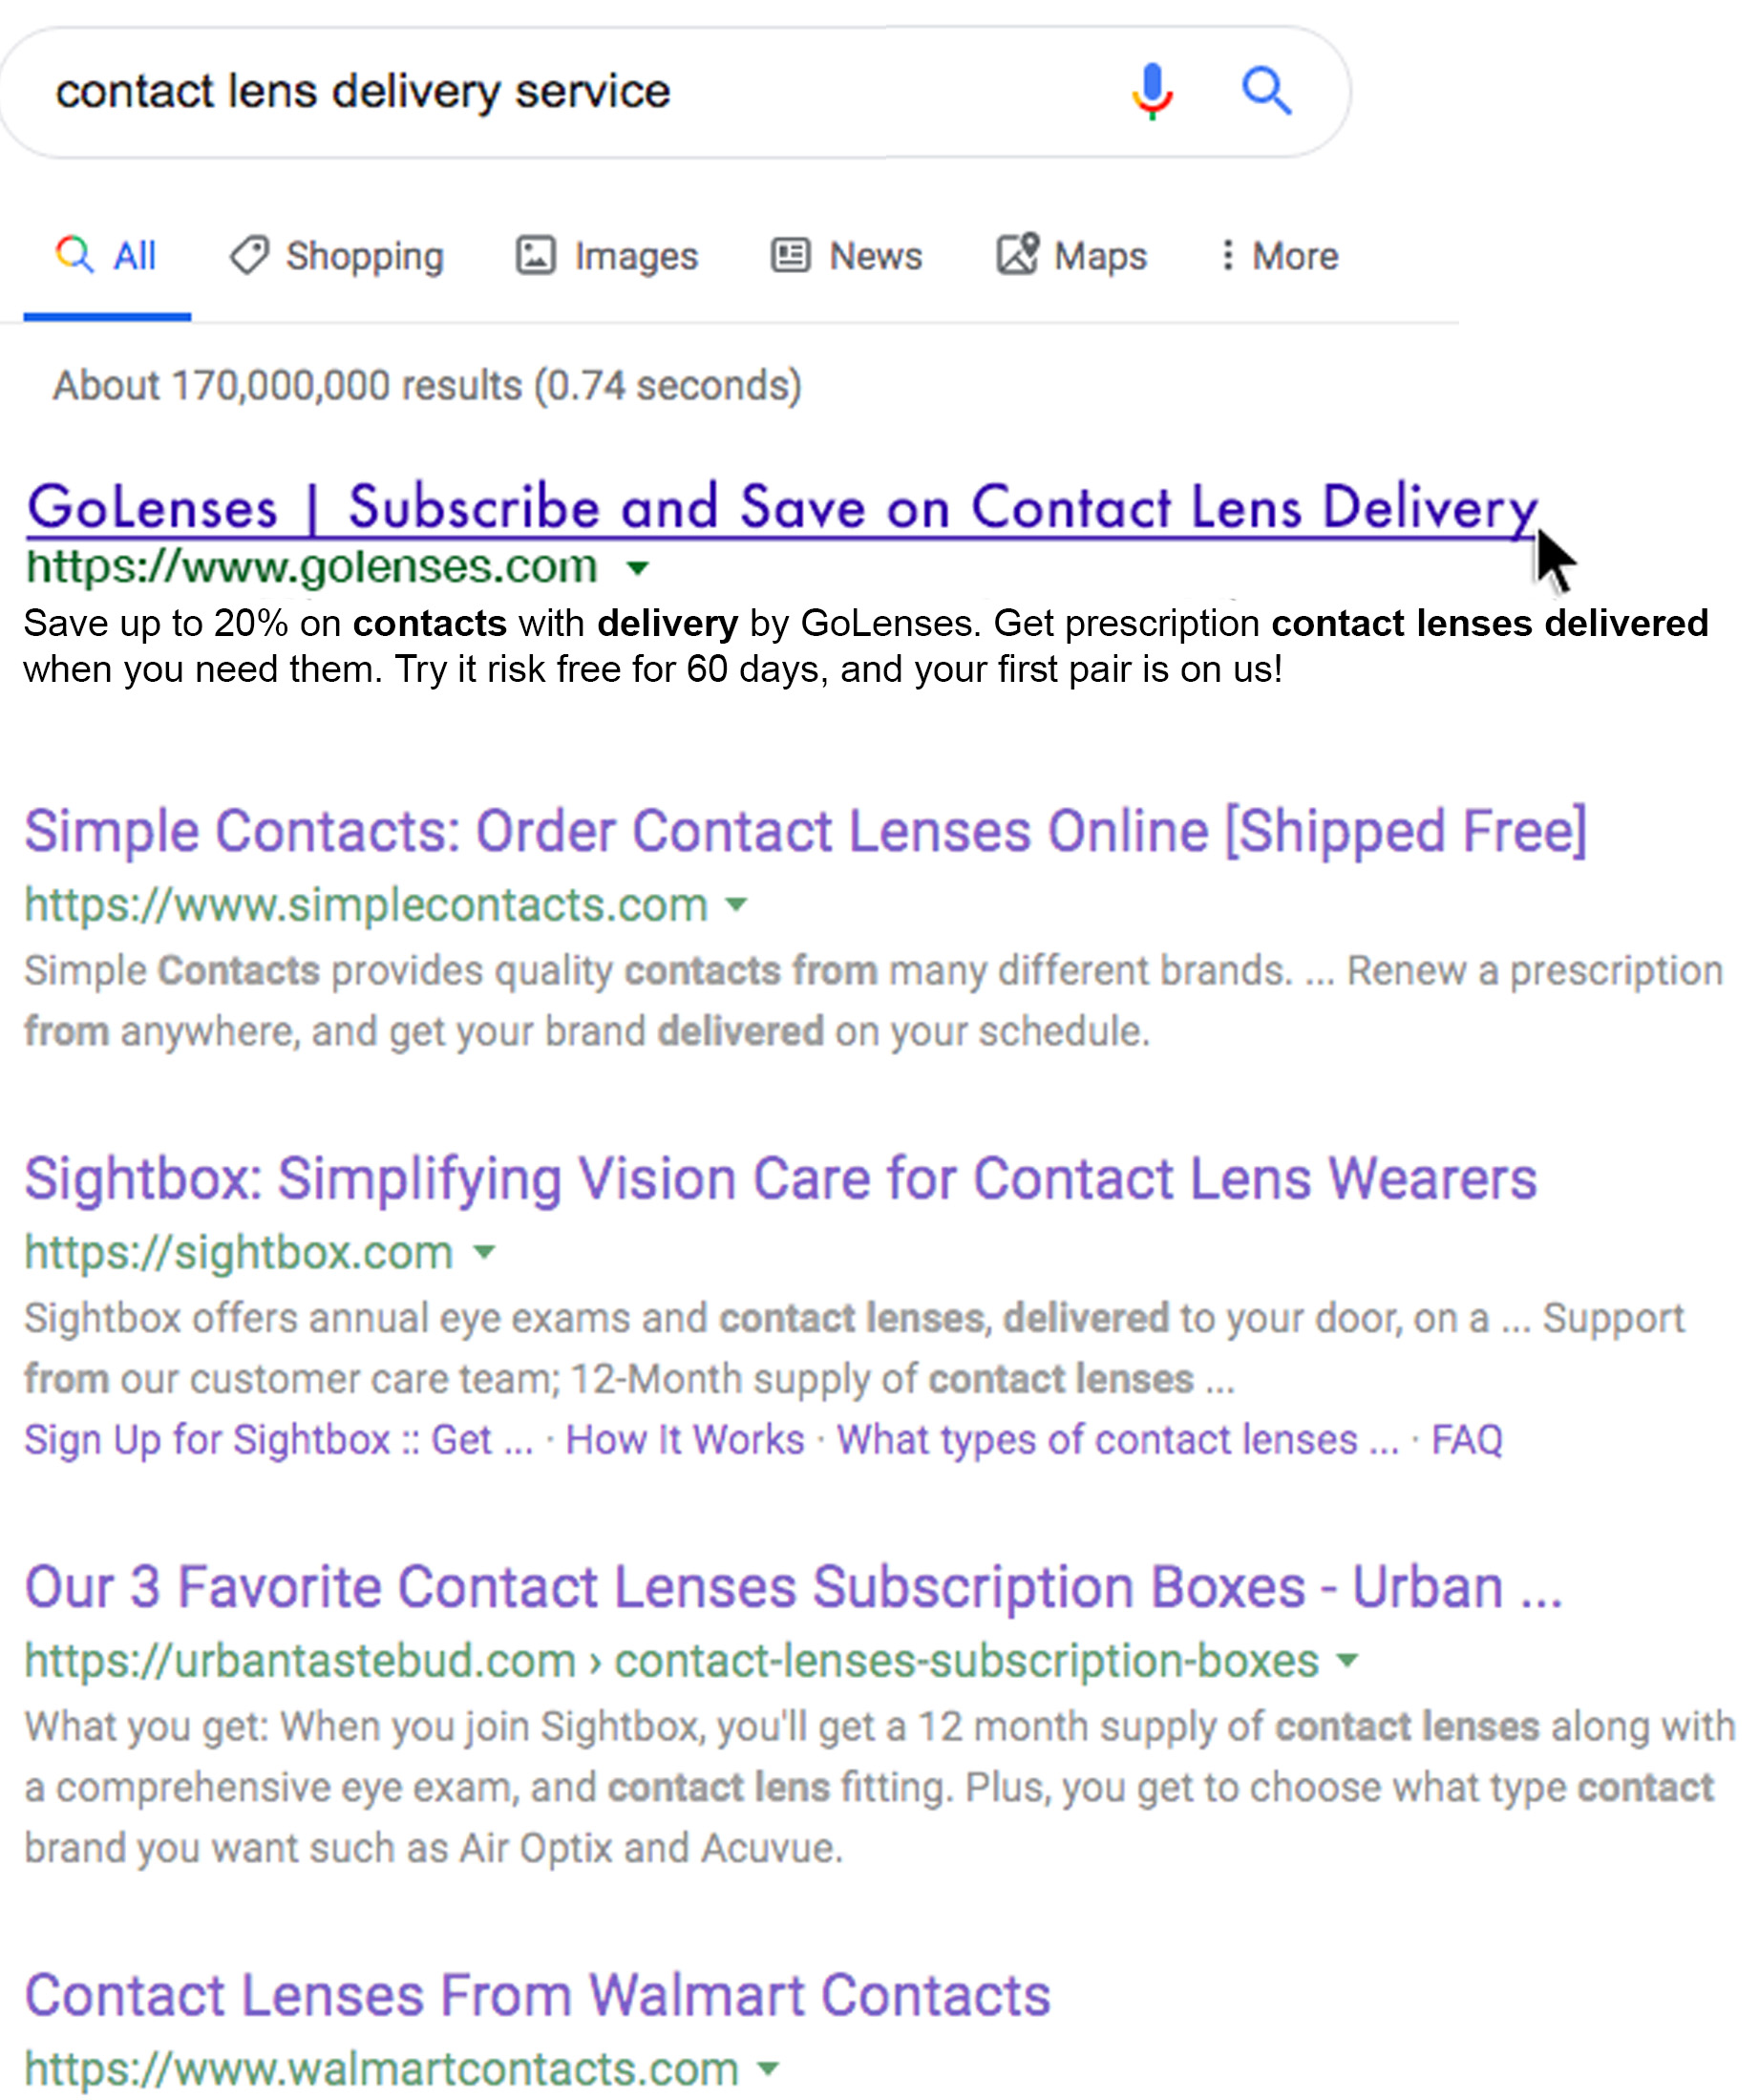 contact lens delivery service
All Shopping Images News Maps More
About 170,000,000 results (0.74 seconds)
GoLenses | Subscribe and Save on Contact Lens Delivery
https://www.golenses.com
Save up to 20% on contacts with delivery by GoLenses. Get prescription contact lenses delivered
when you need them. Try it risk free for 60 days, and your first pair is on us!
Simple Contacts: Order Contact Lenses Online [Shipped Free]
https://www.simplecontacts.com
Simple Contacts provides quality contacts from many different brands. ... Renew a prescription
from anywhere, and get your brand delivered on your schedule.
Sightbox: Simplifying Vision Care for Contact Lens Wearers
https://sightbox.com
Sightbox offers annual eye exams and contact lenses, delivered to your door, on a ... Support
from our customer care team; 12-Month supply of contact lenses ...
Sign Up for Sightbox :: Get ... · How It Works · What types of contact lenses ... · FAQ
Our 3 Favorite Contact Lenses Subscription Boxes - Urban ...
https://urbantastebud.com › contact-lenses-subscription-boxes
What you get: When you join Sightbox, you'll get a 12 month supply of contact lenses along with
a comprehensive eye exam, and contact lens fitting. Plus, you get to choose what type contact
brand you want such as Air Optix and Acuvue.
Contact Lenses From Walmart Contacts
https://www.walmartcontacts.com